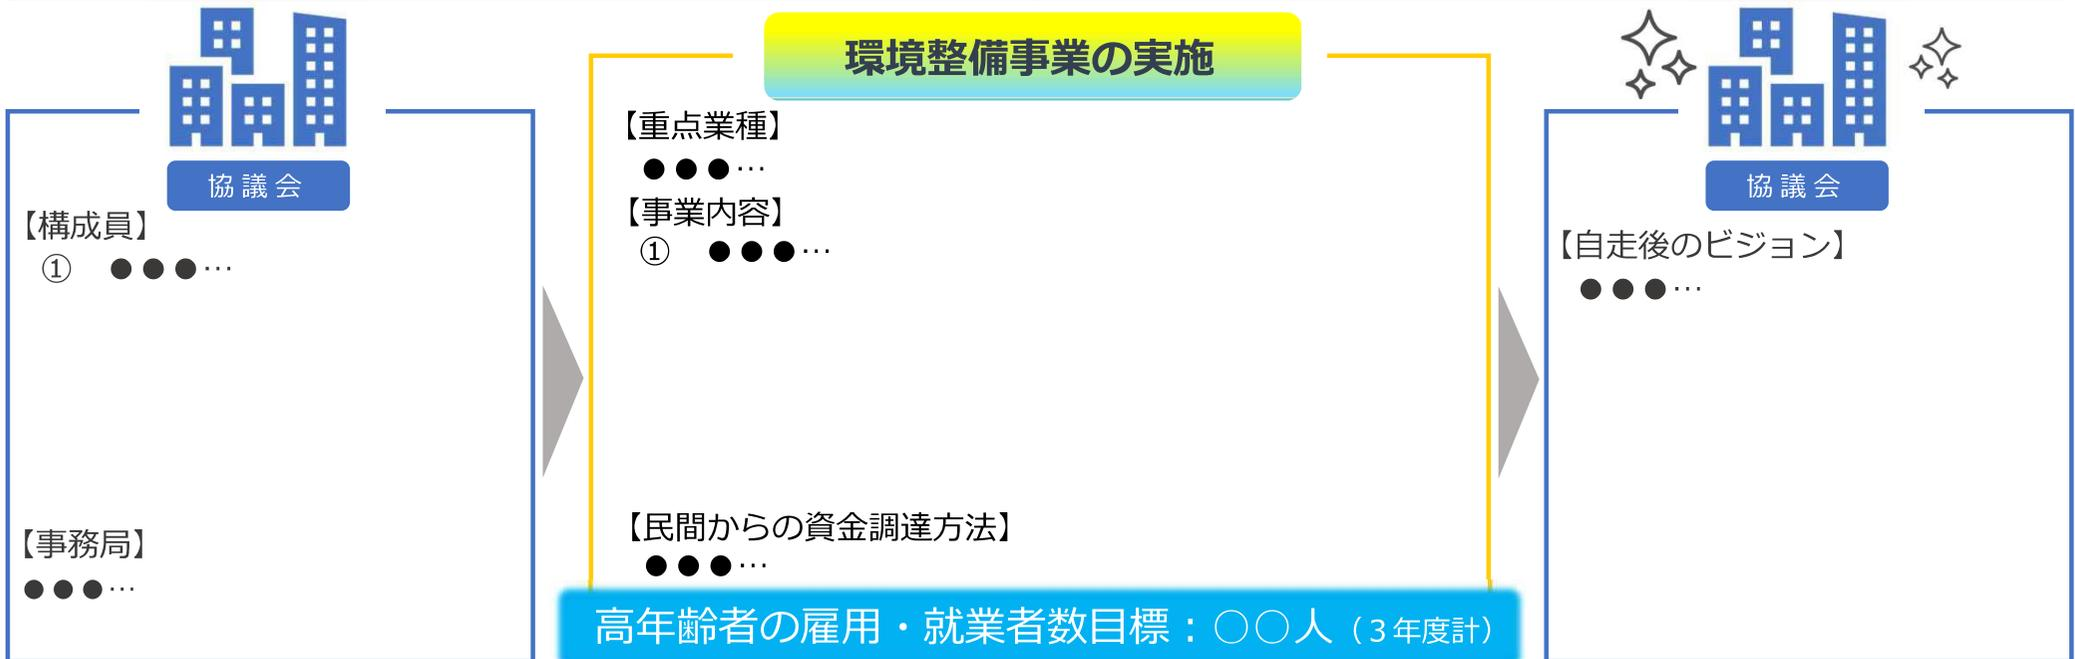 協議会
【構成員】
① ●●●…
【事務局】
●●●…
環境整備事業の実施
【重点業種】
●●●…
【事業内容】
① ●●●…
【民間からの資金調達方法】
●●●…
高年齢者の雇用・就業者数目標：○○人（３年度計）
協議会
【自走後のビジョン】
●●●…